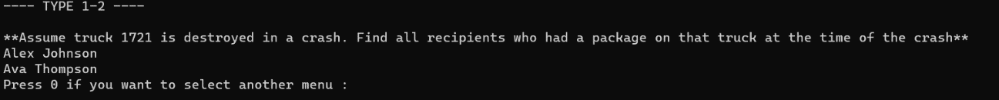 ---- TYPE 1-2 ----
**Assume truck 1721 is destroyed in a crash. Find all recipients who had a package on that truck at the time of the crash**
Alex Johnson
Ava Thompson
Press 0 if you want to select another menu :